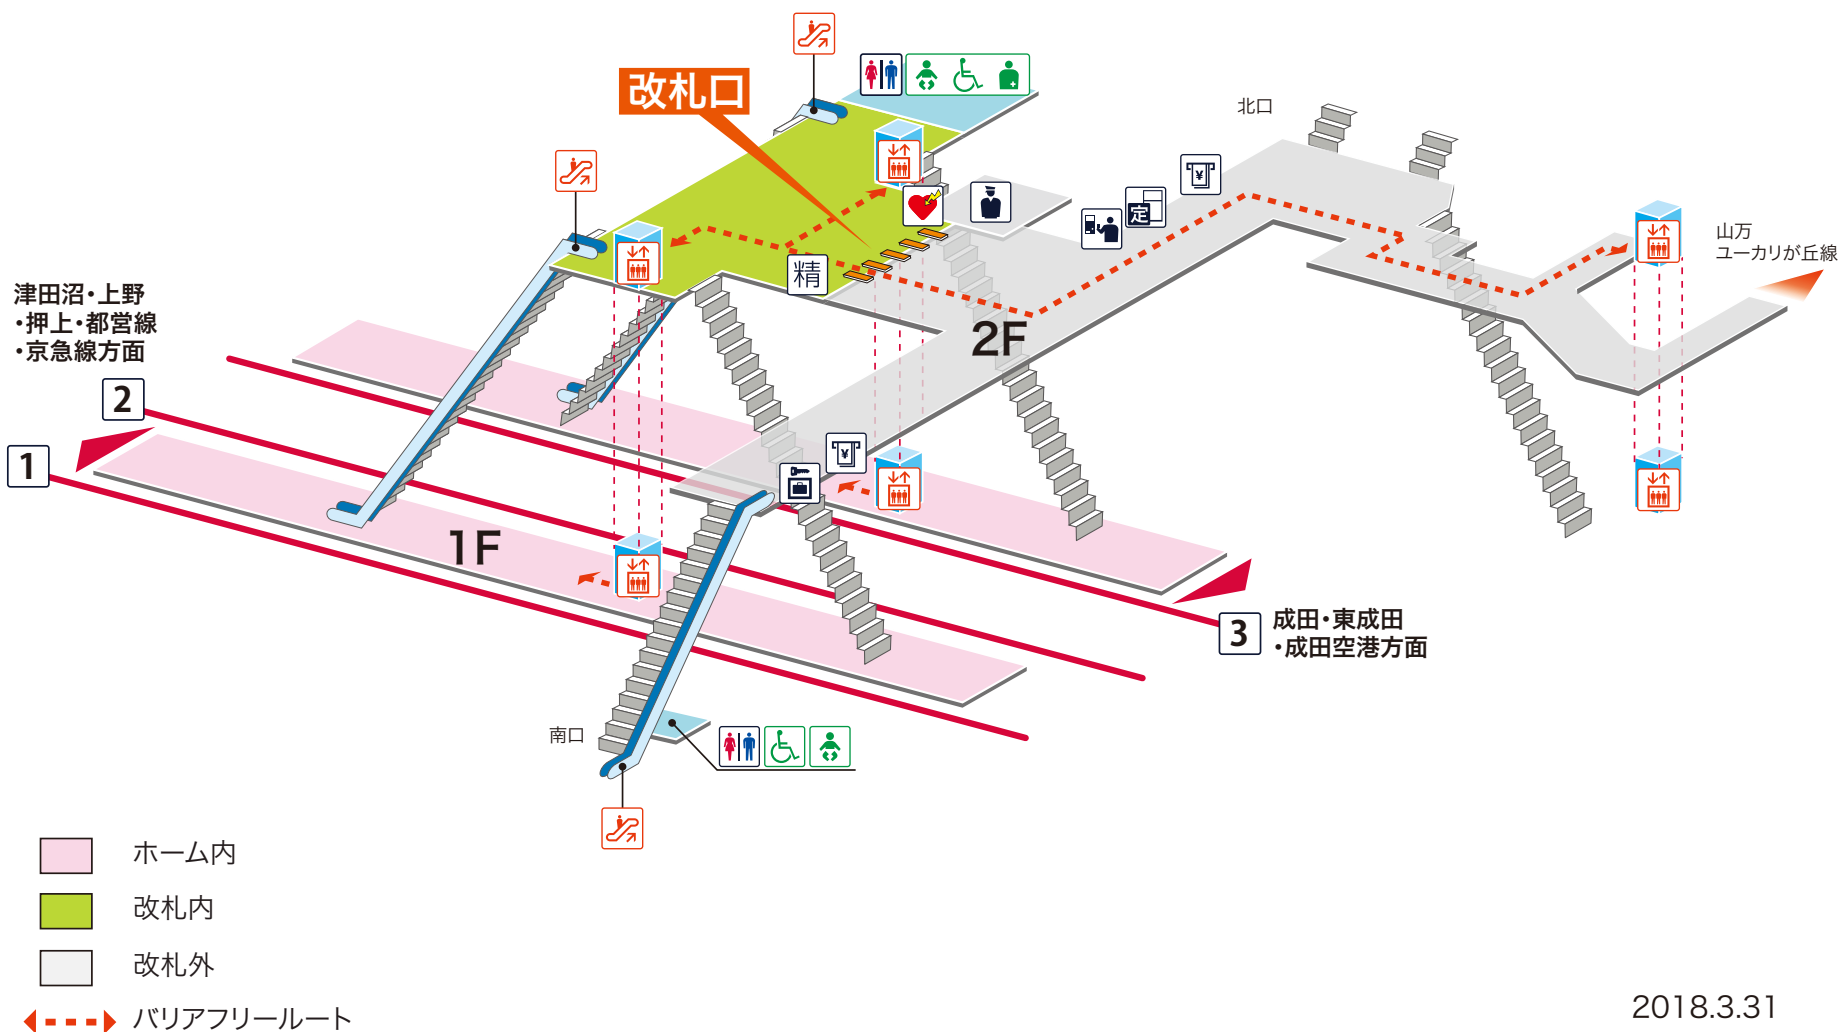 改札口
北口
山万
ユーカリが丘線
定
¥
精
津田沼・上野
・押上・都営線
・京急線方面
2F
2
1
¥
1F
3
成田・東成田
・成田空港方面
南口
ホーム内
改札内
改札外
バリアフリールート
2018.3.31